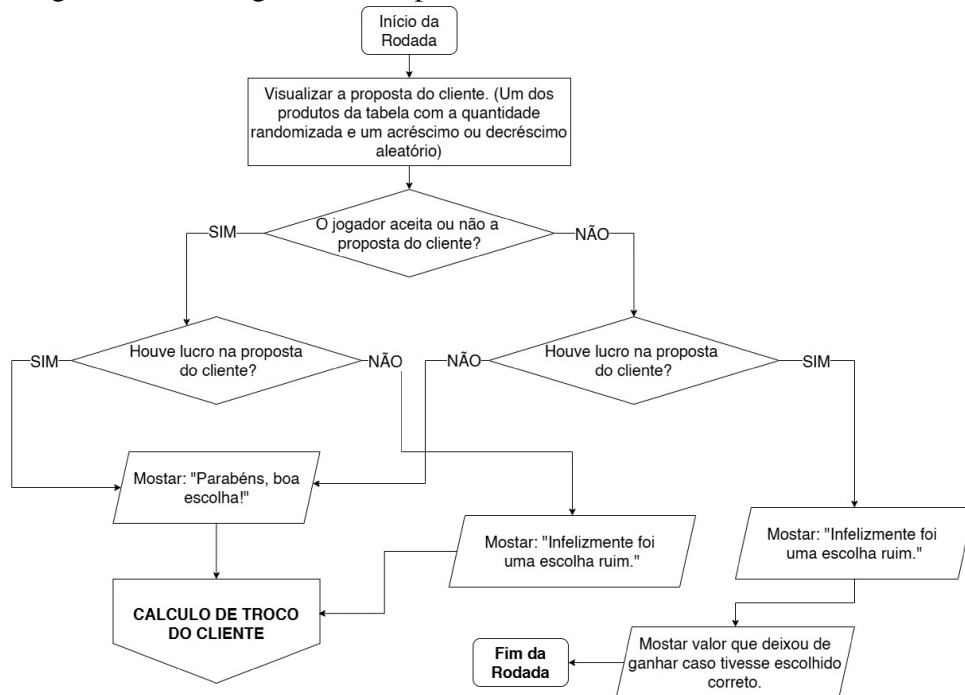 Início da
Rodada
Visualizar a proposta do cliente. (Um dos
produtos da tabela com a quantidade
randomizada e um acréscimo ou decréscimo
aleatório)
O jogador aceita ou não a
proposta do cliente?
SIM
NÃO
Houve lucro na proposta
do cliente?
SIM
NÃO
Houve lucro na proposta
do cliente?
NÃO
SIM
Mostar: "Parabéns, boa
escolha!"
Mostar: "Infelizmente foi
uma escolha ruim."
Mostar: "Infelizmente foi
uma escolha ruim."
CALCULO DE TROCO
DO CLIENTE
Mostar valor que deixou de
ganhar caso tivesse escolhido
correto.
Fim da
Rodada